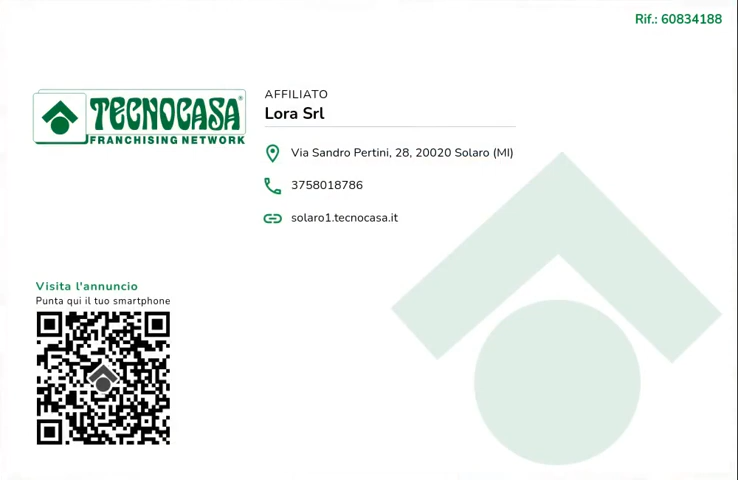 Rif.: 60834188
TECNOCASA®
FRANCHISING NETWORK
AFFILIATO
Lora Srl
Via Sandro Pertini, 28, 20020 Solaro (MI)
3758018786
solaro1.tecnocasa.it
Visita l'annuncio
Punta qui il tuo smartphone